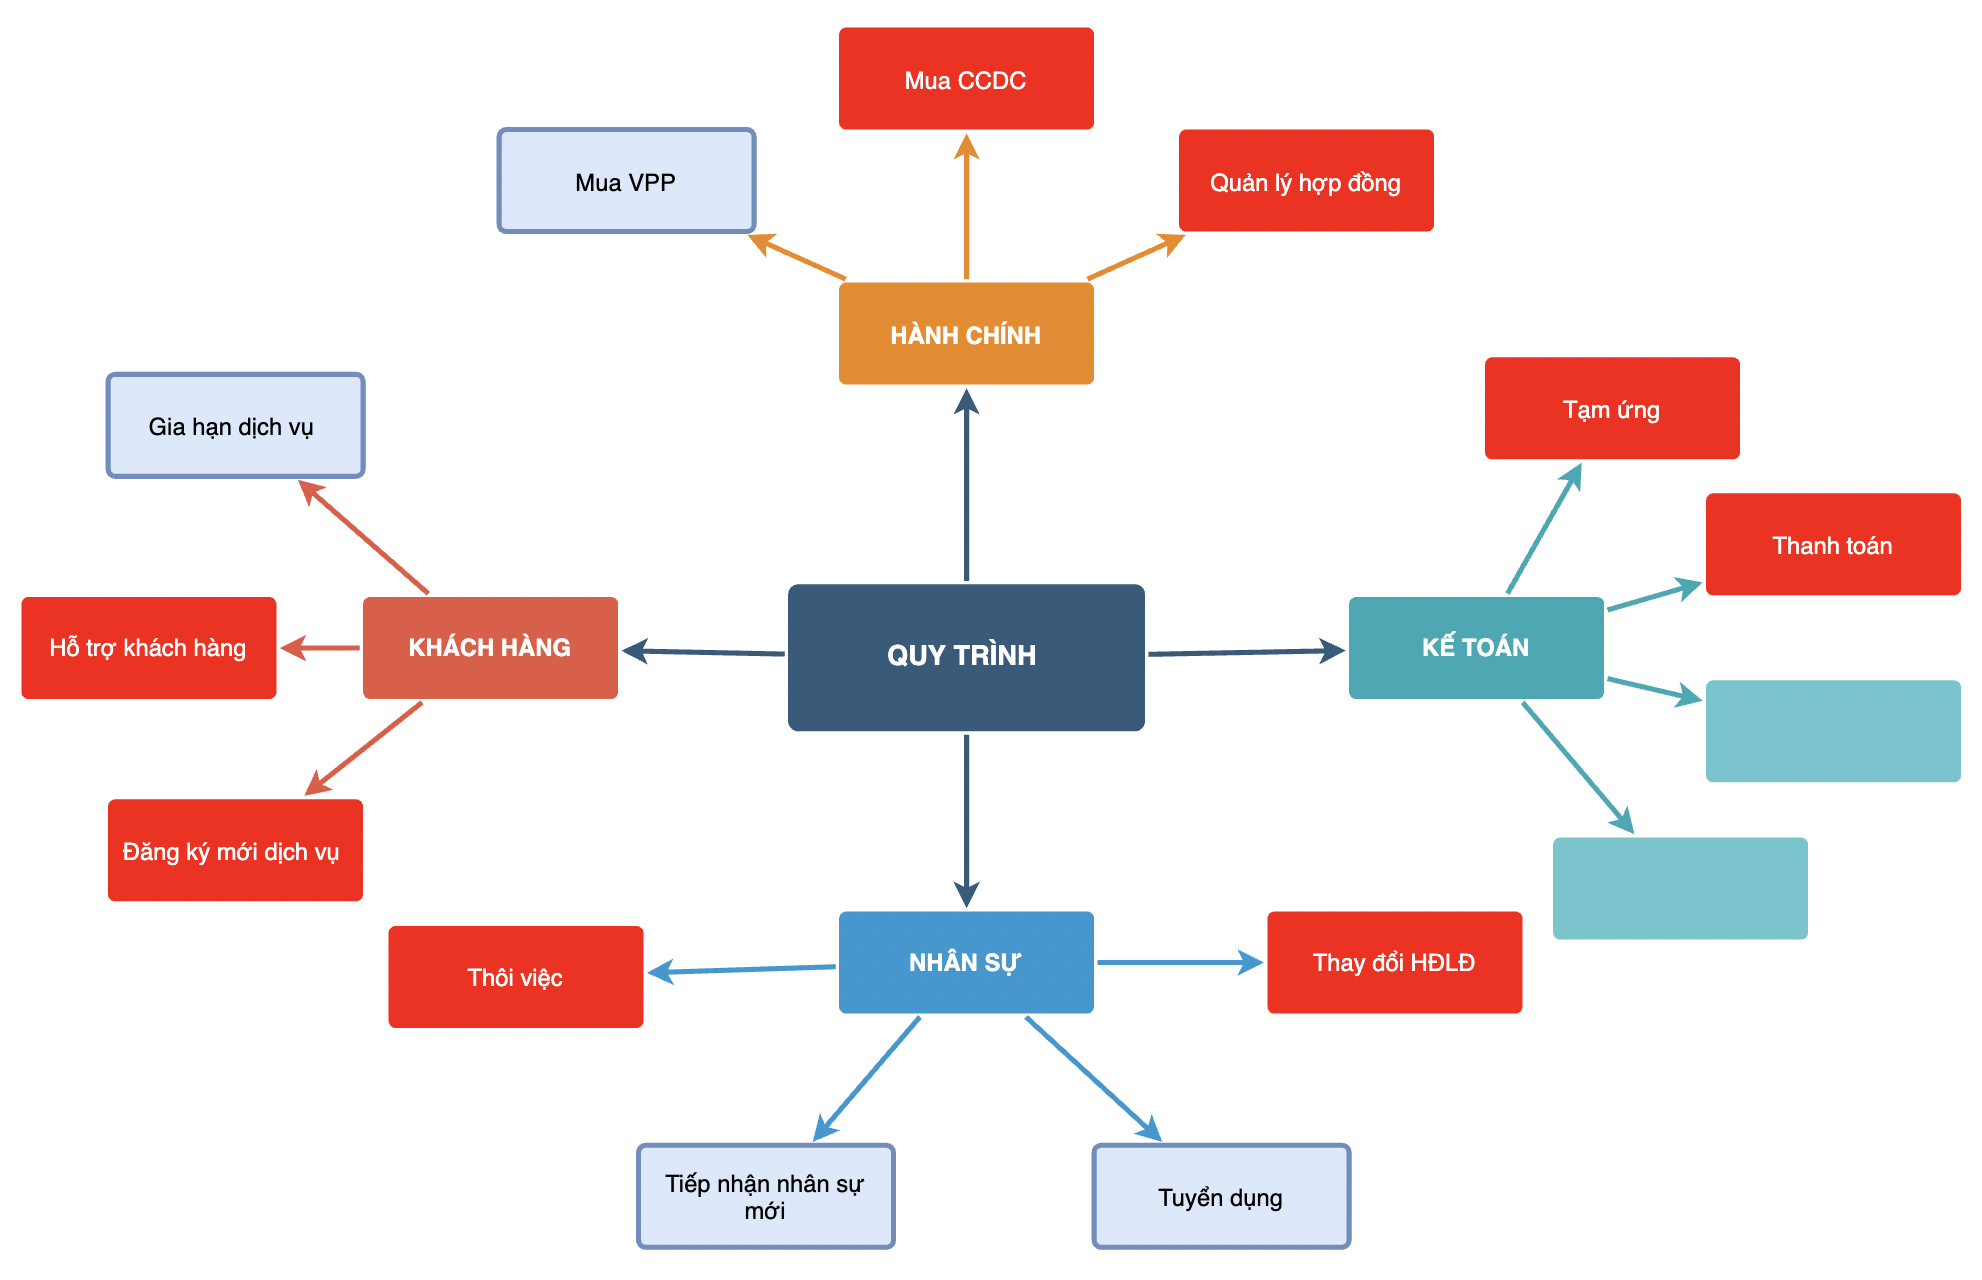 Mua CCDC
Mua VPP
Quản lý hợp đồng
HÀNH CHÍNH
Gia hạn dịch vụ
Tạm ứng
Thanh toán
Hỗ trợ khách hàng
KHÁCH HÀNG
QUY TRÌNH
KẾ TOÁN
Đăng ký mới dịch vụ
Thôi việc
NHÂN SỰ
Thay đổi HĐLĐ
Tiếp nhận nhân sự
mới
Tuyển dụng